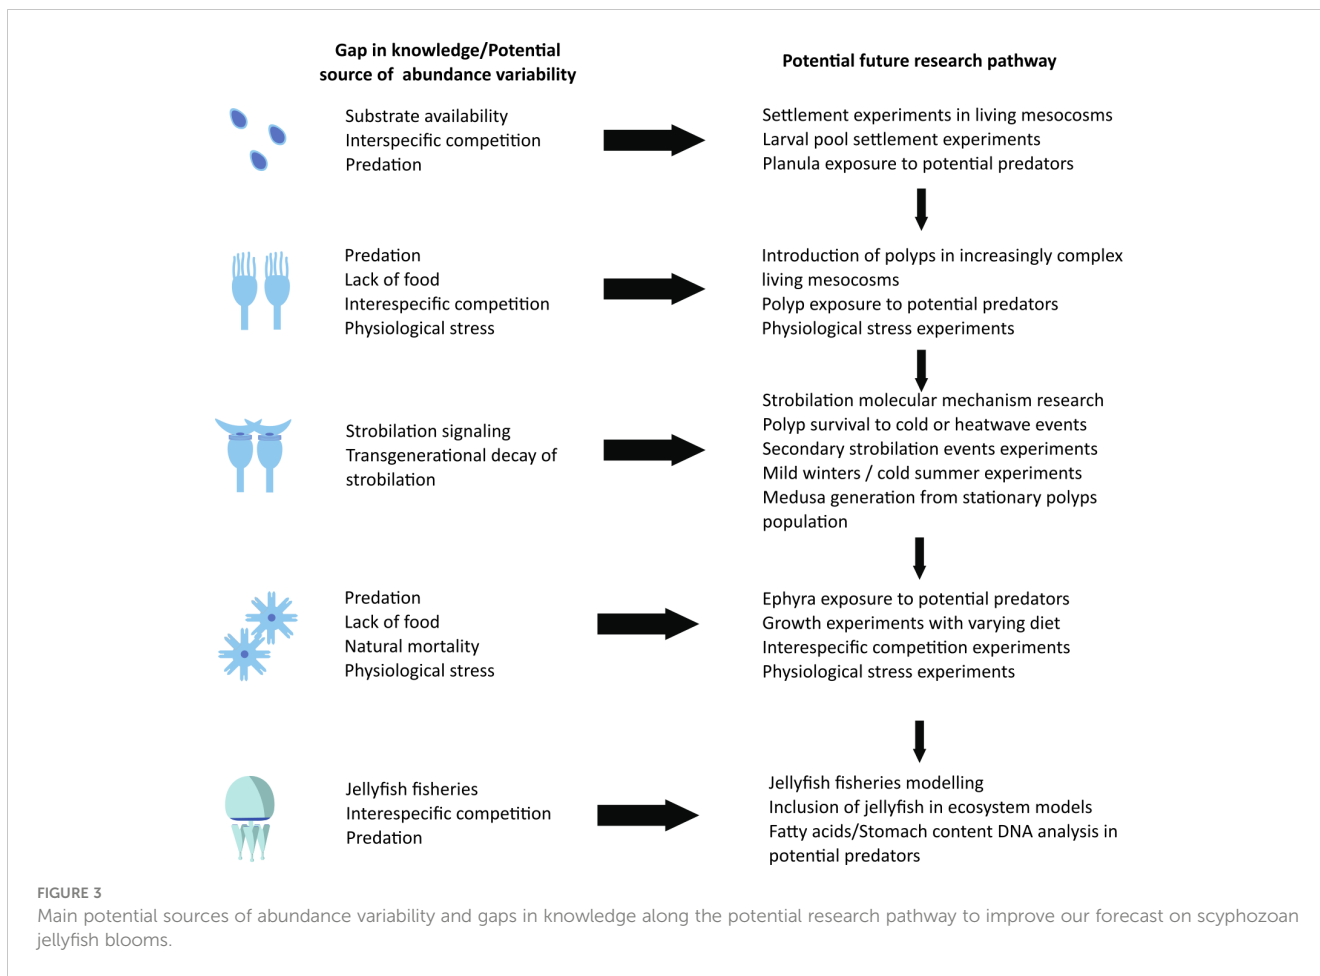 Gap in knowledge/Potential
source of abundance variability
Potential future research pathway
Substrate availability
Interspecific competition
Predation
Settlement experiments in living mesocosms
Larval pool settlement experiments
Planula exposure to potential predators
Predation
Lack of food
Interespecific competition
Physiological stress
Introduction of polyps in increasingly complex
living mesocosms
Polyp exposure to potential predators
Physiological stress experiments
Strobilation signaling
Transgenerational decay of
strobilation
Strobilation molecular mechanism research
Polyp survival to cold or heatwave events
Secondary strobilation events experiments
Mild winters / cold summer experiments
Medusa generation from stationary polyps
population
Predation
Lack of food
Natural mortality
Physiological stress
Ephyra exposure to potential predators
Growth experiments with varying diet
Interespecific competition experiments
Physiological stress experiments
Jellyfish fisheries
Interespecific competition
Predation
Jellyfish fisheries modelling
Inclusion of jellyfish in ecosystem models
Fatty acids/Stomach content DNA analysis in
potential predators
FIGURE 3
Main potential sources of abundance variability and gaps in knowledge along the potential research pathway to improve our forecast on scyphozoan
jellyfish blooms.